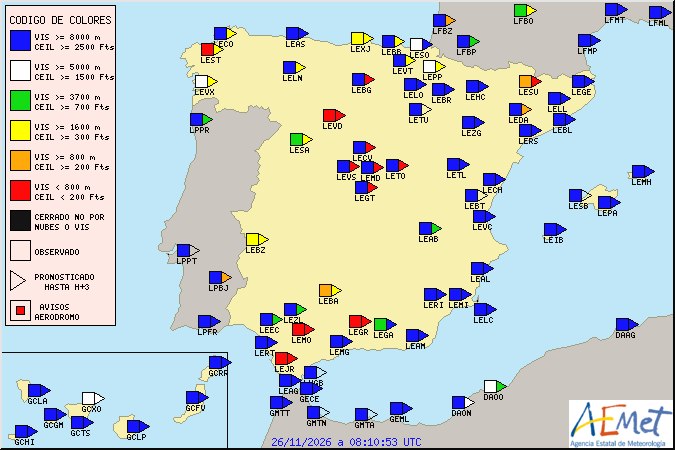 CODIGO DE COLORES
VIS >= 8000 m
CEIL >= 2500 Fts
VIS >= 5000 m
CEIL >= 1500 Fts
VIS >= 3700 m
CEIL >= 700 Fts
VIS >= 1600 m
CEIL >= 300 Fts
VIS >= 800 m
CEIL >= 200 Fts
VIS < 800 m
CEIL < 200 Fts
CERRADO NO POR
NUBES O VIS
OBSERVADO
PRONOSTICADO
HASTA H+3
AVISOS
AERODROMO
LFMT
LFML
LFBO
LFBZ
LECO
LEAS
LEXJ
LEBB
LESO
LFBP
LFMP
LEST
LEVT
LEPP
LELN
LEVX
LEBG
LELO
LEBR
LEHC
LESU
LEGE
LELL
LETU
LEDA
LPPR
LEVD
LEZG
LEBL
LERS
LESA
LECV
LEVS
LEMD
LETO
LETL
LEMH
LEGT
LECH
LEBT
LESB
LEPA
LEVC
LEAB
LEIB
LEBZ
LPPT
LEAL
LPBJ
LEBA
LERI
LEMI
LEZL
LELC
LPFR
LEEC
LEMO
LEGR
LEGA
DAAG
LERT
LEMG
LEAM
LEJR
GCRR
LXGB
LEAG
GECE
DAOO
GCLA
GCXO
GCFV
GMTT
GMTN
GMTA
GEML
DAON
GCGM
GCTS
GCLP
GCHI
26/11/2026 a 08:10:53 UTC
AEMet
Agencia Estatal de Meteorología